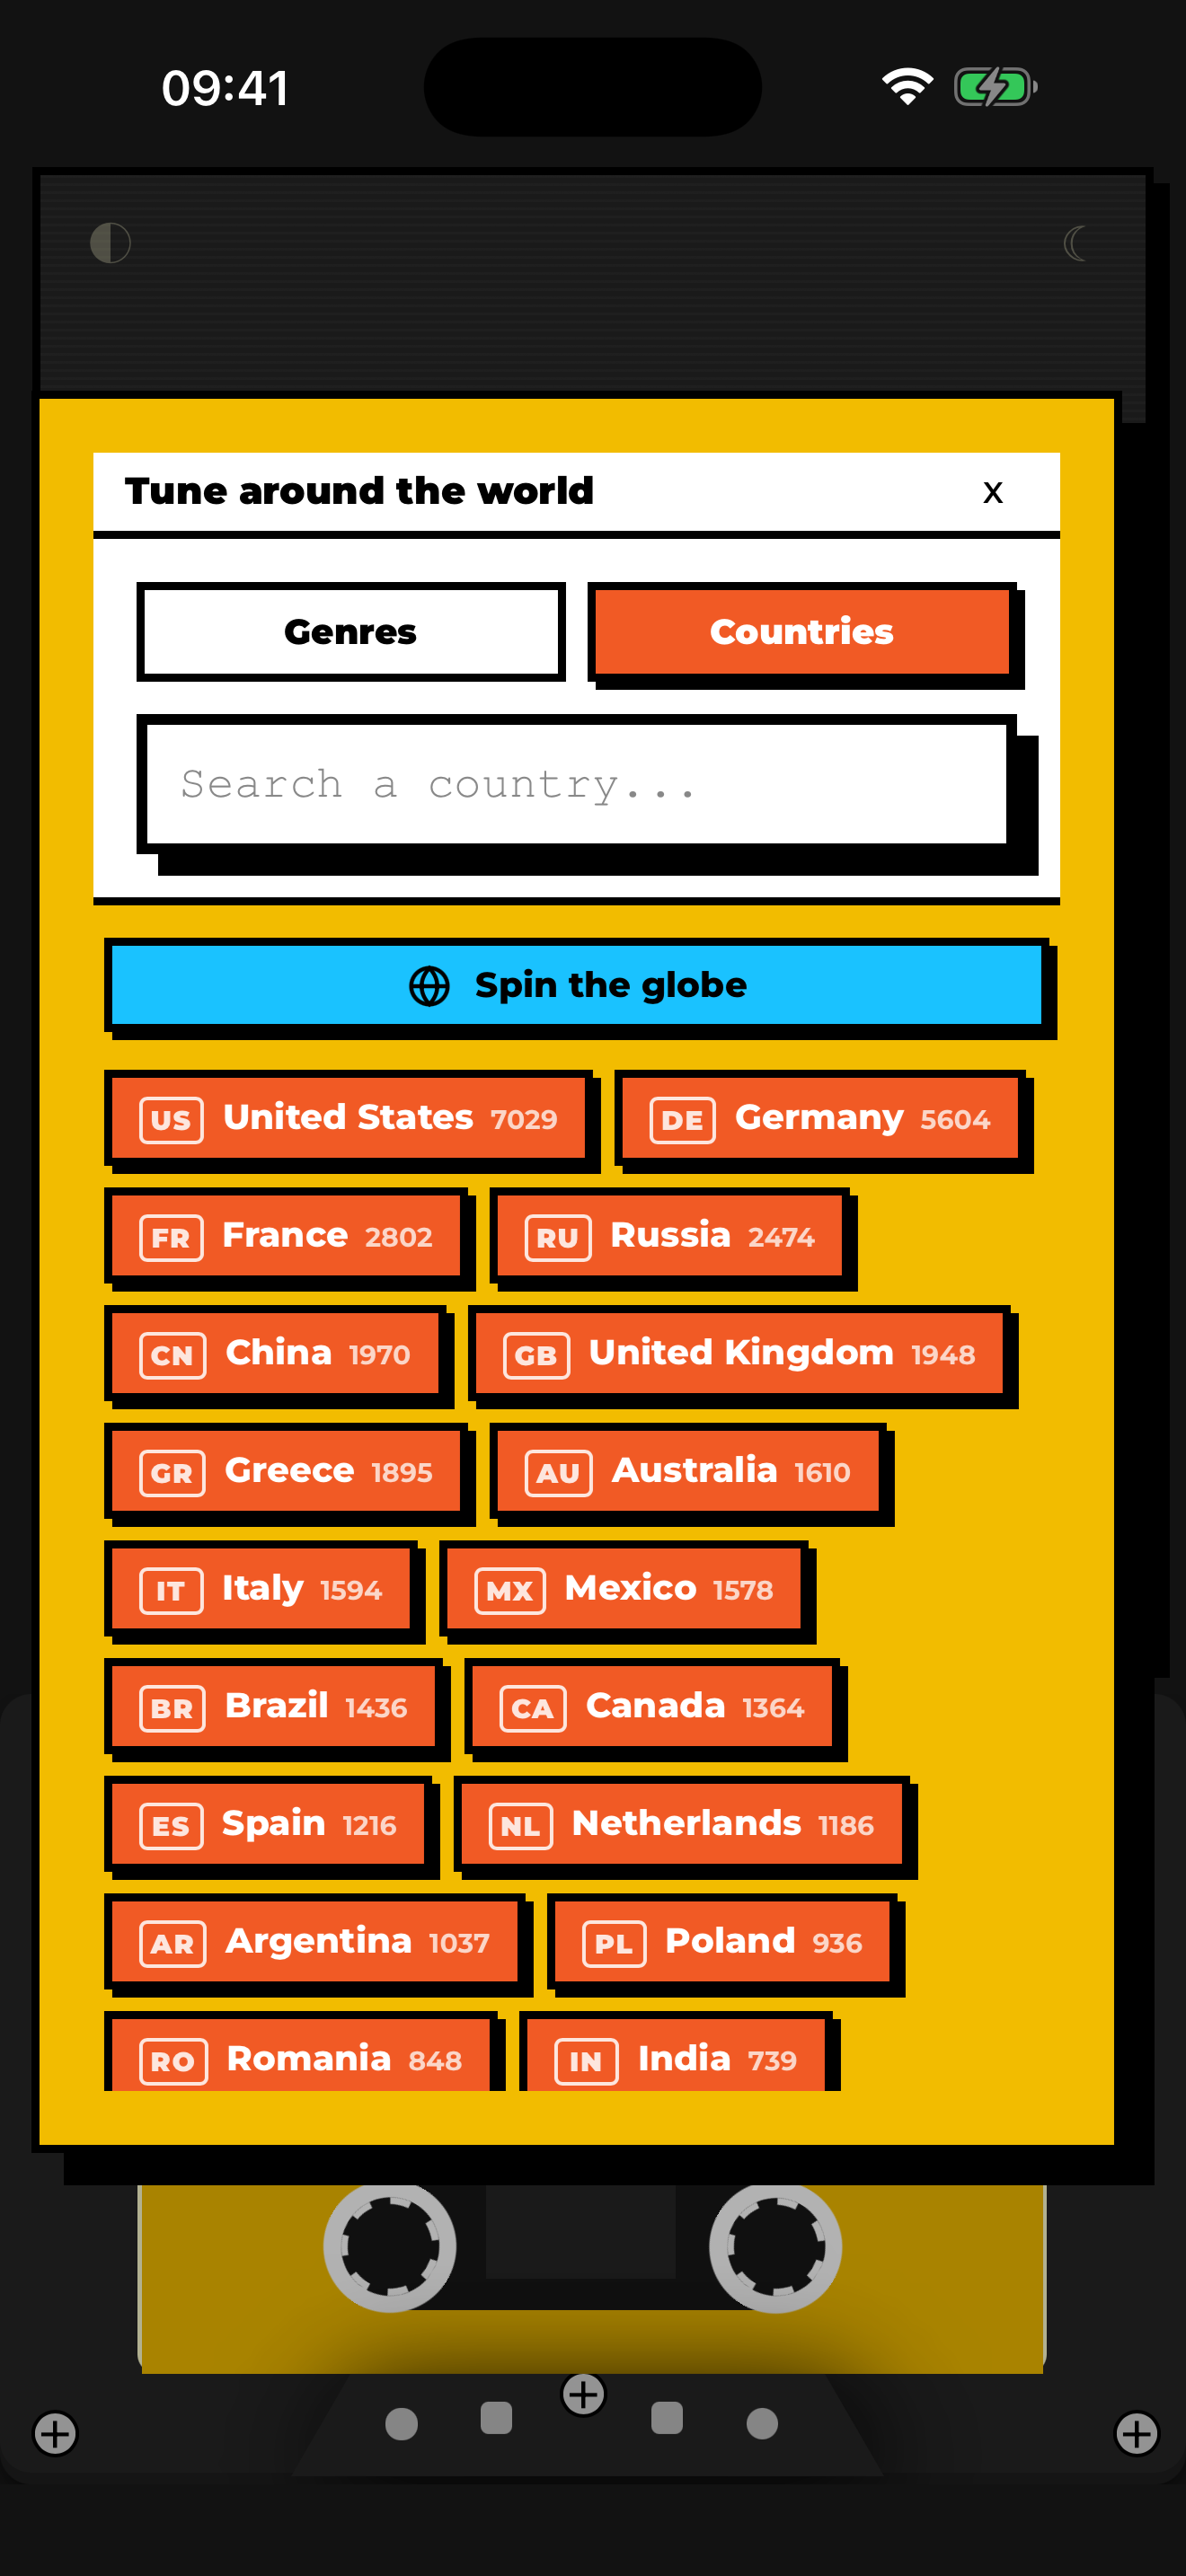 09:41
Tune around the world x
Genres Countries
Search a country...
Spin the globe
US United States 7029 DE Germany 5604
FR France 2802 RU Russia 2474
CN China 1970 GB United Kingdom 1948
GR Greece 1895 AU Australia 1610
IT Italy 1594 MX Mexico 1578
BR Brazil 1436 CA Canada 1364
ES Spain 1216 NL Netherlands 1186
AR Argentina 1037 PL Poland 936
RO Romania 848 IN India 739